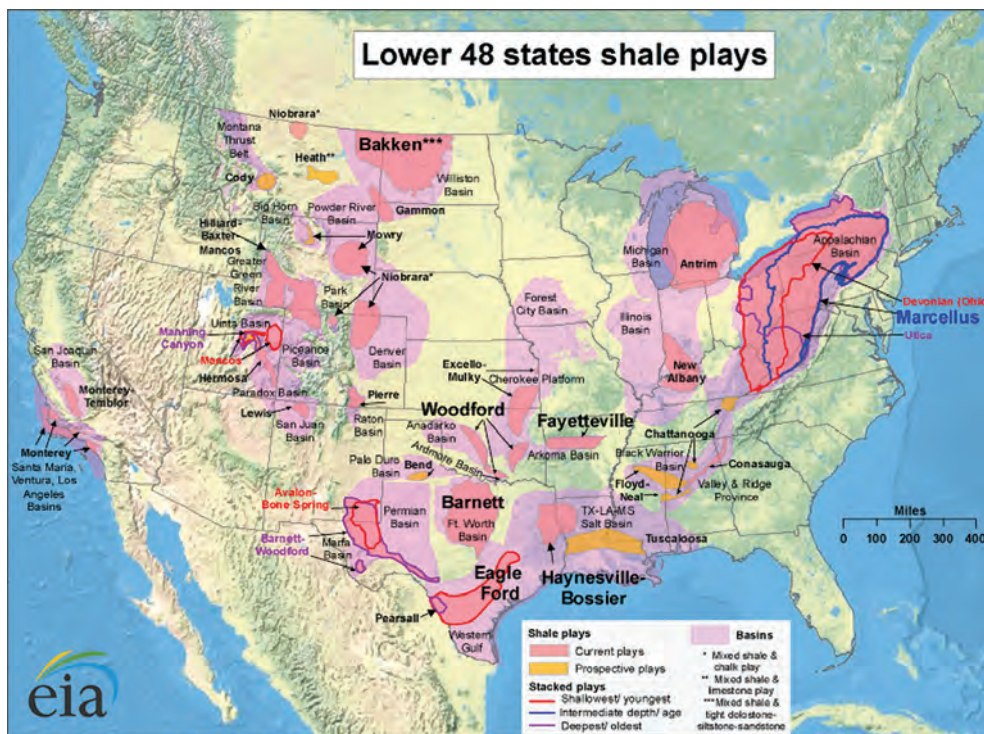 Lower 48 states shale plays
Niobrara*
Montana
Thrust
Belt
Bakken***
Heath**
Cody
Williston
Basin
Big Horn
Basin
Powder River
Basin
Gammon
Hilliard-
Baxter-
Mancos
Mowry
Greater
Green
River
Basin
Niobrara*
Park
Basin
Michigan
Basin
Antrim
Appalachian
Basin
Devonian (Ohio
Marcellus
Utica
Forest
City Basin
Illinois
Basin
Uinta Basin
Manning
Canyon
Mancos
Piceance
Basin
Denver
Basin
San Joaquin
Basin
Hermosa
Monterey-
Temblor
Paradox Basin
Excello-
Mulky
Cherokee Platform
New
Albany
Pierre
Lewis
San Juan
Basin
Raton
Basin
Woodford
Anadarko
Basin
Fayetteville
Chattanooga
Monterey
Santa Maria,
Ventura, Los
Angeles
Basins
Palo Duro
Basin
Bend
Ardmore Basin
Arkoma Basin
Black Warrior
Basin
Conasauga
Floyd-
Neal
Valley & Ridge
Province
Avalon-
Bone Spring
Permian
Basin
Barnett
Ft. Worth
Basin
TX-LA-MS
Salt Basin
Tuscaloosa
Barnett-
Woodford
Marfa
Basin
Eagle
Ford
Haynesville-
Bossier
Pearsall
Western
Gulf
Miles
0 100 200 300 400
Shale plays
Current plays
Prospective plays
Stacked plays
Shallowest/ youngest
Intermediate depth/ age
Deepest/ oldest
Basins
* Mixed shale &
chalk play
** Mixed shale &
limestone play
***Mixed shale &
tight dolostone-
siltstone-sandstone
eia